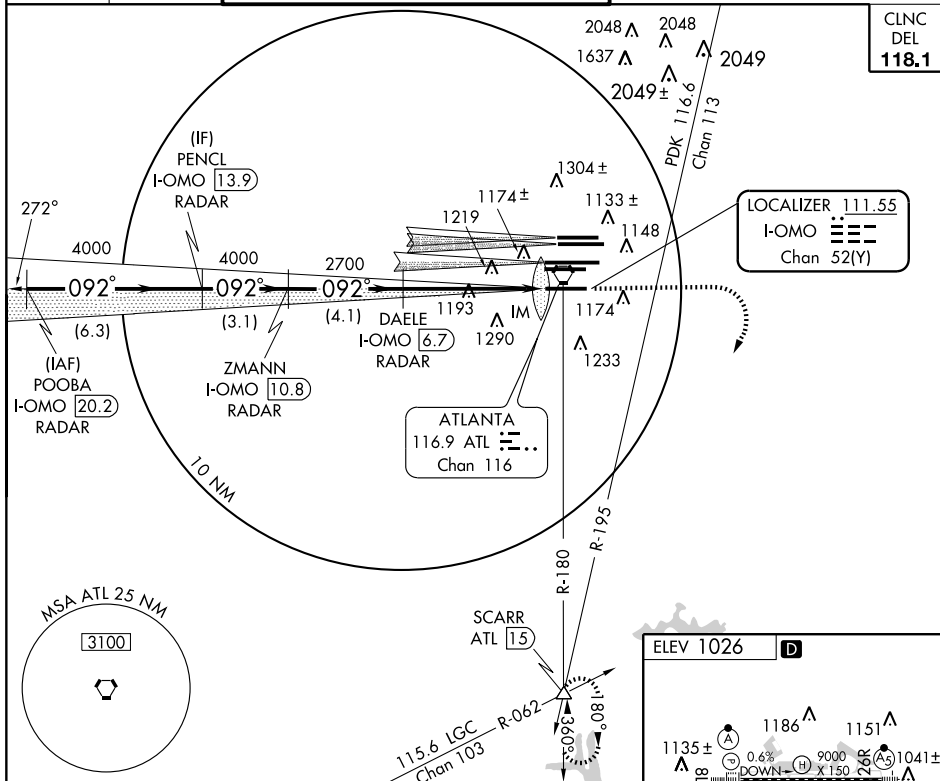 CLNC
DEL
118.1
2048
2048
1637
2049
2049±
PDK 116.6
Chan 113
(IF)
PENCL
I-OMO 13.9
RADAR
1304±
1174±
1133±
1219
1148
LOCALIZER 111.55
I-OMO
Chan 52(Y)
272°
4000
4000
2700
092°
092°
092°
(6.3)
(3.1)
(4.1)
1193
IM
1174
1290
1233
DAELE
I-OMO 6.7
RADAR
(IAF)
POOBA
I-OMO 20.2
RADAR
ZMANN
I-OMO 10.8
RADAR
ATLANTA
116.9 ATL
Chan 116
10 NM
R-195
R-180
MSA ATL 25 NM
3100
SCARR
ATL 15
115.6 LGC
Chan 103
R-062
360°
180°
ELEV 1026
D
1186
1151
1135±
A
P
0.6%
DOWN
H
9000
X 150
26R
A5
1041±
8L